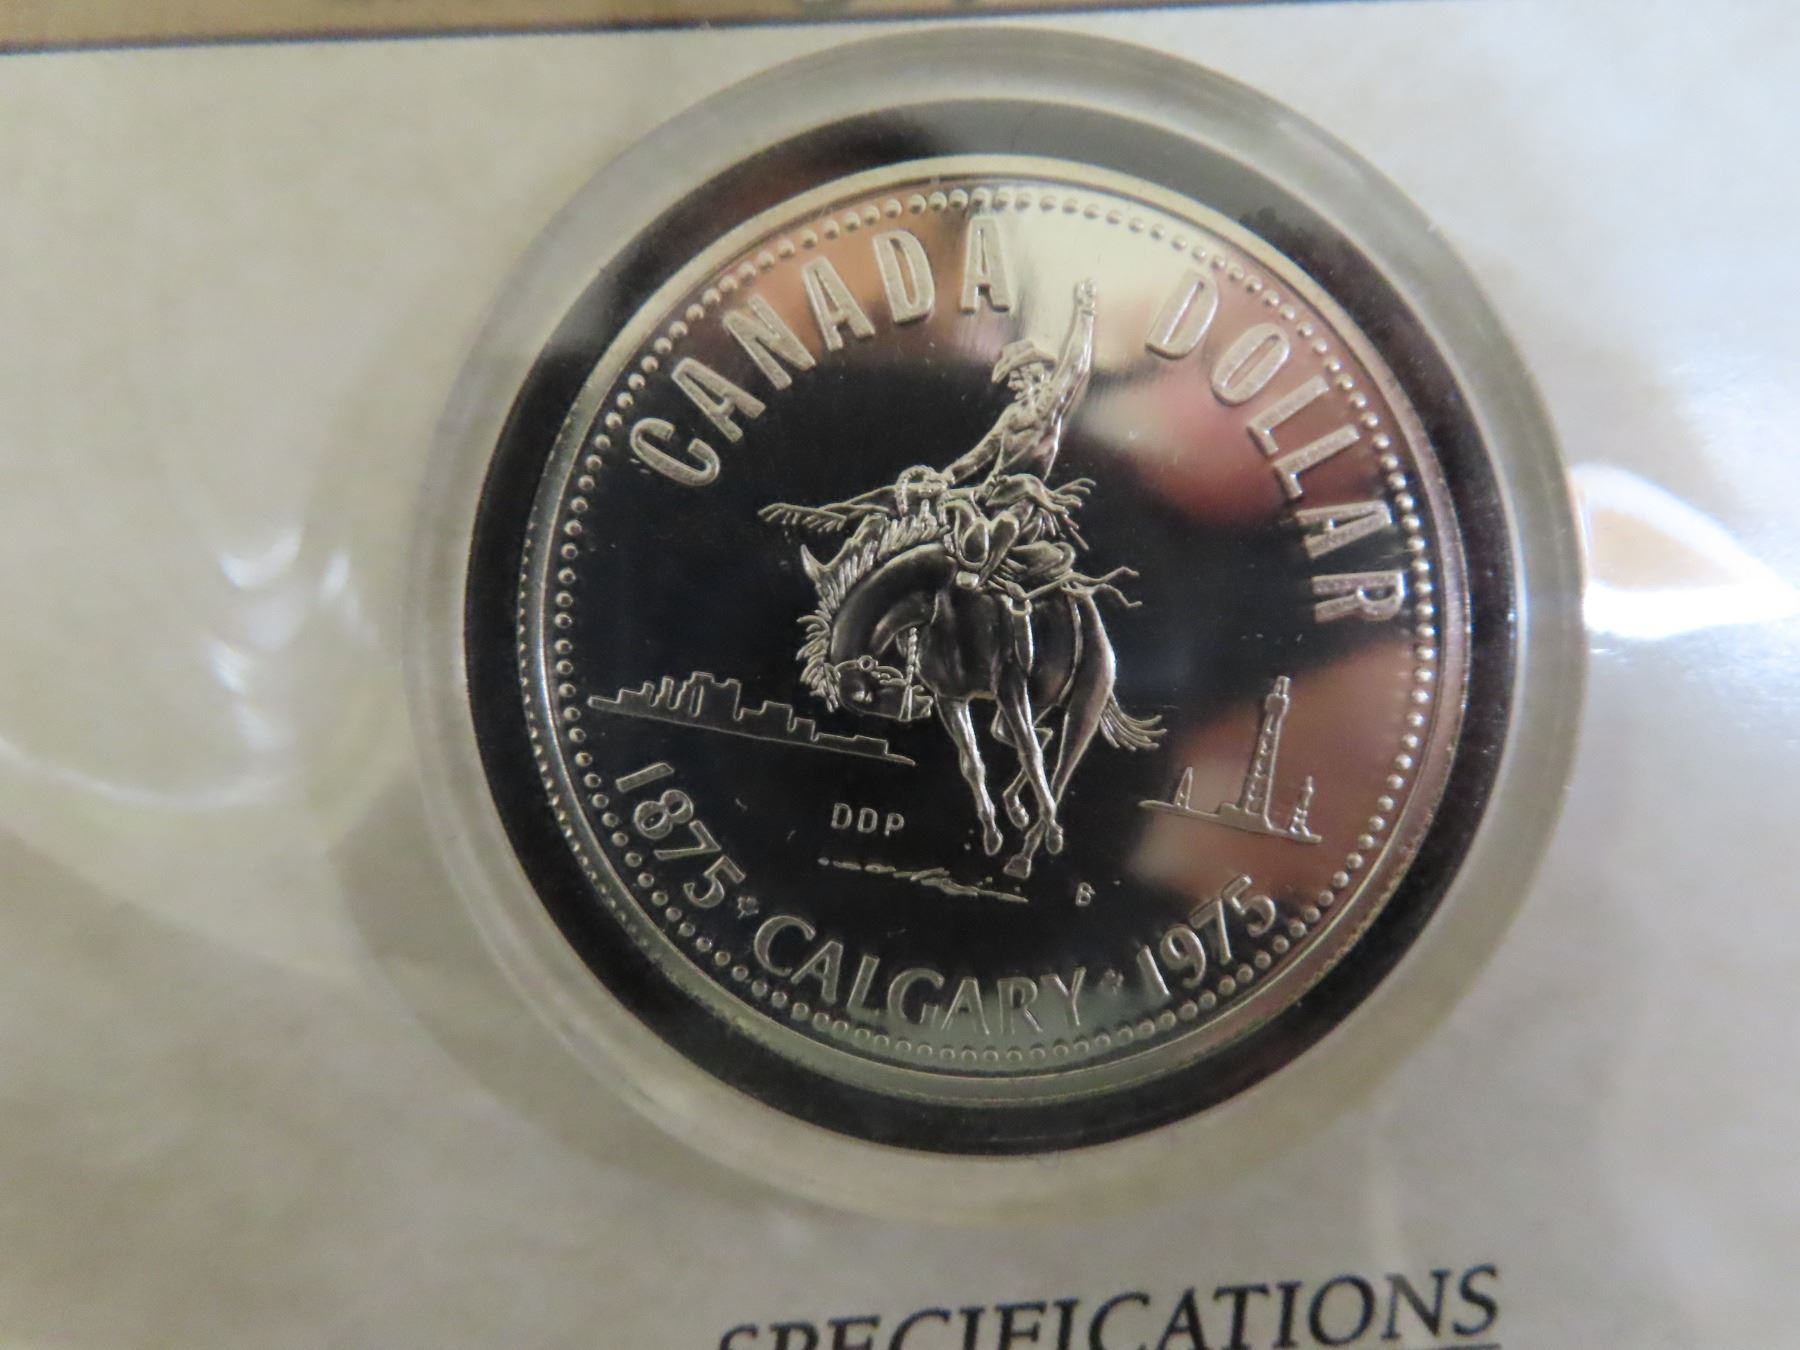 CANADA DOLLAR
DDP
B
1875 CALGARY 1975
SPECIFICATIONS